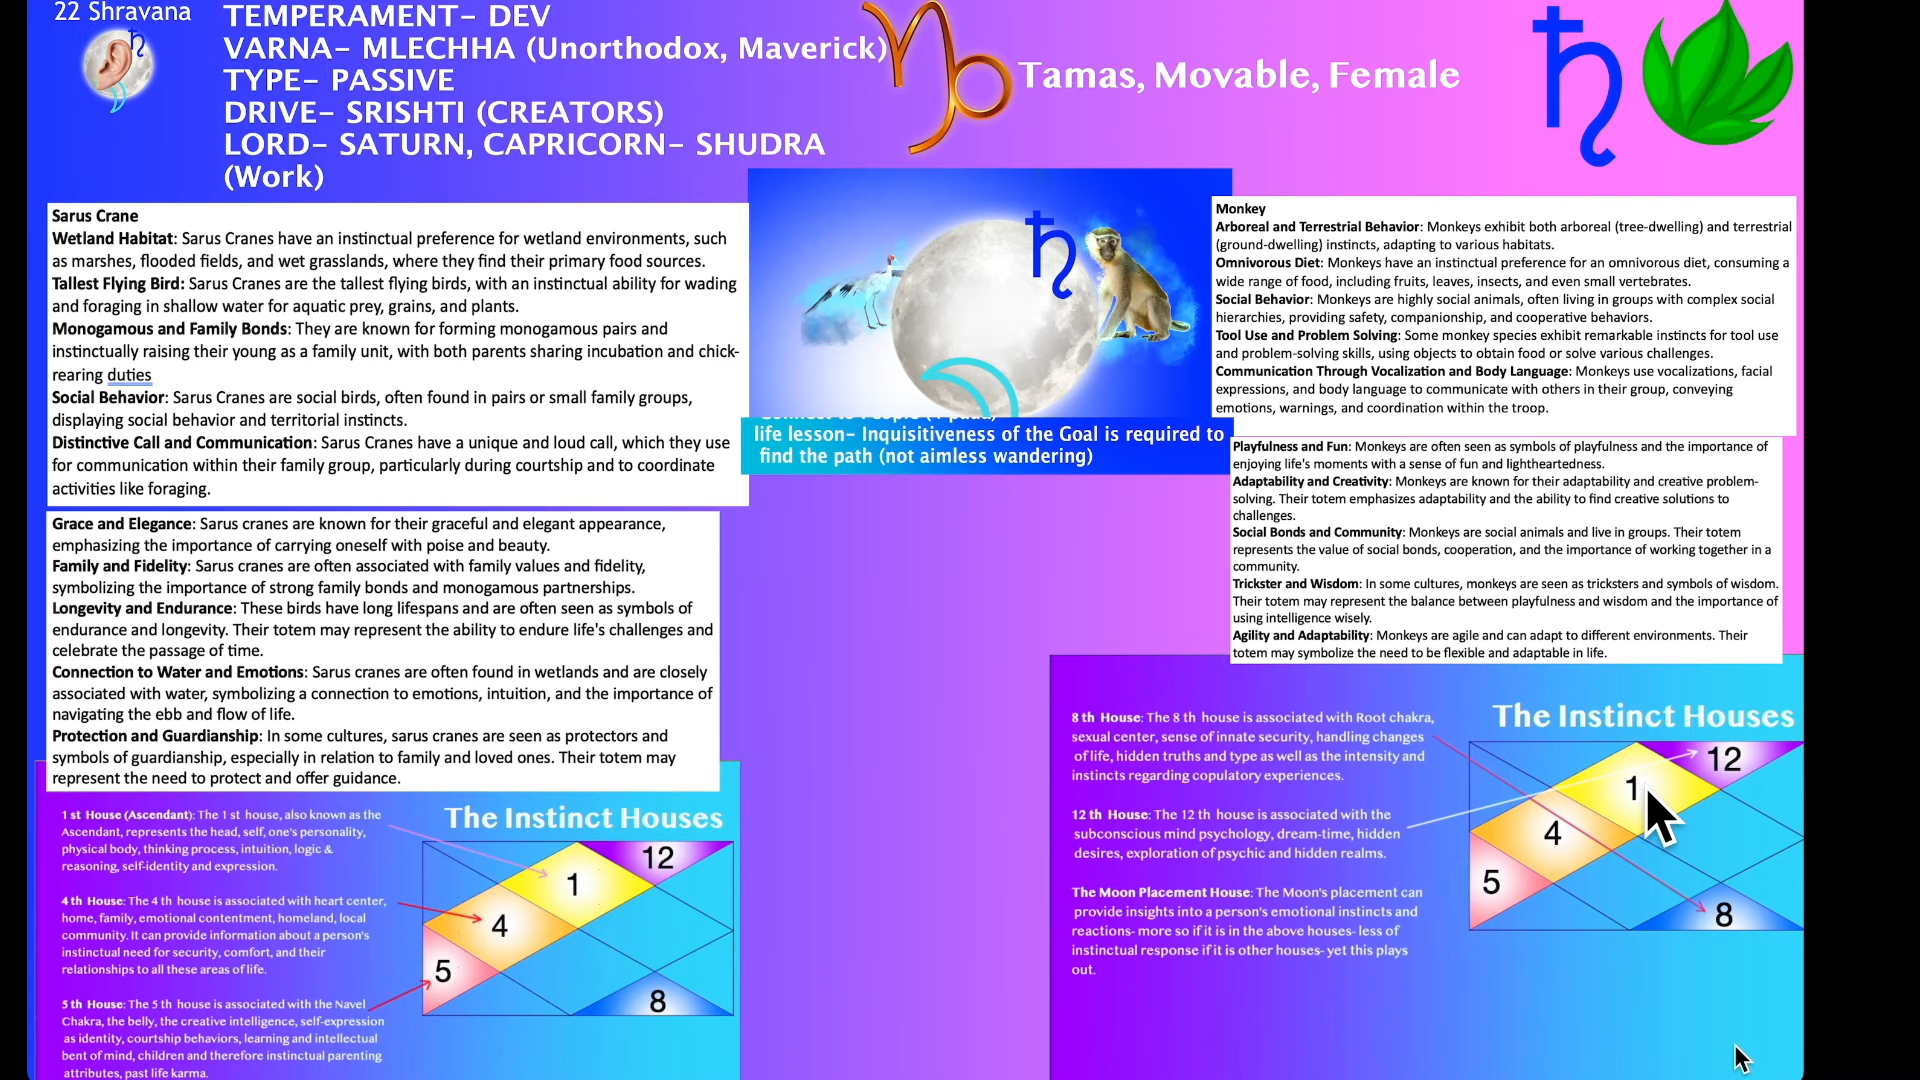 22 Shravana
TEMPERAMENT- DEV
VARNA- MLECHHA (Unorthodox, Maverick)
TYPE- PASSIVE
DRIVE- SRISHTI (CREATORS)
LORD- SATURN, CAPRICORN- SHUDRA
(Work)
Tamas, Movable, Female
Sarus Crane
Wetland Habitat: Sarus Cranes have an instinctual preference for wetland environments, such
as marshes, flooded fields, and wet grasslands, where they find their primary food sources.
Tallest Flying Bird: Sarus Cranes are the tallest flying birds, with an instinctual ability for wading
and foraging in shallow water for aquatic prey, grains, and plants.
Monogamous and Family Bonds: They are known for forming monogamous pairs and
instinctually raising their young as a family unit, with both parents sharing incubation and chick-
rearing duties
Social Behavior: Sarus Cranes are social birds, often found in pairs or small family groups,
displaying social behavior and territorial instincts.
Distinctive Call and Communication: Sarus Cranes have a unique and loud call, which they use
for communication within their family group, particularly during courtship and to coordinate
activities like foraging.
Grace and Elegance: Sarus cranes are known for their graceful and elegant appearance,
emphasizing the importance of carrying oneself with poise and beauty.
Family and Fidelity: Sarus cranes are often associated with family values and fidelity,
symbolizing the importance of strong family bonds and monogamous partnerships.
Longevity and Endurance: These birds have long lifespans and are often seen as symbols of
endurance and longevity. Their totem may represent the ability to endure life's challenges and
celebrate the passage of time.
Connection to Water and Emotions: Sarus cranes are often found in wetlands and are closely
associated with water, symbolizing a connection to emotions, intuition, and the importance of
navigating the ebb and flow of life.
Protection and Guardianship: In some cultures, sarus cranes are seen as protectors and
symbols of guardianship, especially in relation to family and loved ones. Their totem may
represent the need to protect and offer guidance.
life lesson- Inquisitiveness of the Goal is required to
find the path (not aimless wandering)
Monkey
Arboreal and Terrestrial Behavior: Monkeys exhibit both arboreal (tree-dwelling) and terrestrial
(ground-dwelling) instincts, adapting to various habitats.
Omnivorous Diet: Monkeys have an instinctual preference for an omnivorous diet, consuming a
wide range of food, including fruits, leaves, insects, and even small vertebrates.
Social Behavior: Monkeys are highly social animals, often living in groups with complex social
hierarchies, providing safety, companionship, and cooperative behaviors.
Tool Use and Problem Solving: Some monkey species exhibit remarkable instincts for tool use
and problem-solving skills, using objects to obtain food or solve various challenges.
Communication Through Vocalization and Body Language: Monkeys use vocalizations, facial
expressions, and body language to communicate with others in their group, conveying
emotions, warnings, and coordination within the troop.
Playfulness and Fun: Monkeys are often seen as symbols of playfulness and the importance of
enjoying life's moments with a sense of fun and lightheartedness.
Adaptability and Creativity: Monkeys are known for their adaptability and creative problem-
solving. Their totem emphasizes adaptability and the ability to find creative solutions to
challenges.
Social Bonds and Community: Monkeys are social animals and live in groups. Their totem
represents the value of social bonds, cooperation, and the importance of working together in a
community.
Trickster and Wisdom: In some cultures, monkeys are seen as tricksters and symbols of wisdom.
Their totem may represent the balance between playfulness and wisdom and the importance of
using intelligence wisely.
Agility and Adaptability: Monkeys are agile and can adapt to different environments. Their
totem may symbolize the need to be flexible and adaptable in life.
The Instinct Houses
1 st House (Ascendant): The 1 st house, also known as the
Ascendant, represents the head, self, one's personality,
physical body, thinking process, intuition, logic &
reasoning, self-identity and expression.
4 th House: The 4 th house is associated with heart center,
home, family, emotional contentment, homeland, local
community. It can provide information about a person's
instinctual need for security, comfort, and their
relationships to all these areas of life.
5 th House: The 5 th house is associated with the Navel
Chakra, the belly, the creative intelligence, self-expression
as identity, courtship behaviors, learning and intellectual
bent of mind, children and therefore instinctual parenting
attributes, past life karma.
12
1
4
5
8
The Instinct Houses
8 th House: The 8 th house is associated with Root chakra,
sexual center, sense of innate security, handling changes
of life, hidden truths and type as well as the intensity and
instincts regarding copulatory experiences.
12 th House: The 12 th house is associated with the
subconscious mind psychology, dream-time, hidden
desires, exploration of psychic and hidden realms.
The Moon Placement House: The Moon's placement can
provide insights into a person's emotional instincts and
reactions- more so if it is in the above houses- less of
instinctual response if it is other houses- yet this plays
out.
12
1
4
5
8